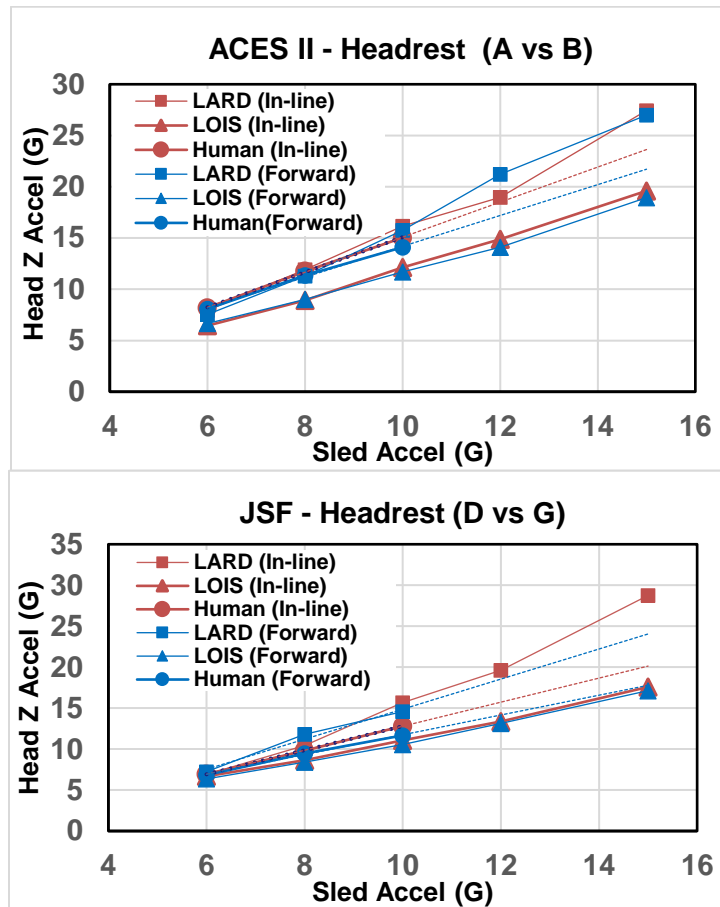 ACES II - Headrest (A vs B)
30
25
20
15
10
5
0
Head Z Accel (G)
LARD (In-line)
LOIS (In-line)
Human (In-line)
LARD (Forward)
LOIS (Forward)
Human(Forward)
4 6 8 10 12 14 16
Sled Accel (G)
JSF - Headrest (D vs G)
35
30
25
20
15
10
5
0
Head Z Accel (G)
LARD (In-line)
LOIS (In-line)
Human (In-line)
LARD (Forward)
LOIS (Forward)
Human (Forward)
4 6 8 10 12 14 16
Sled Accel (G)